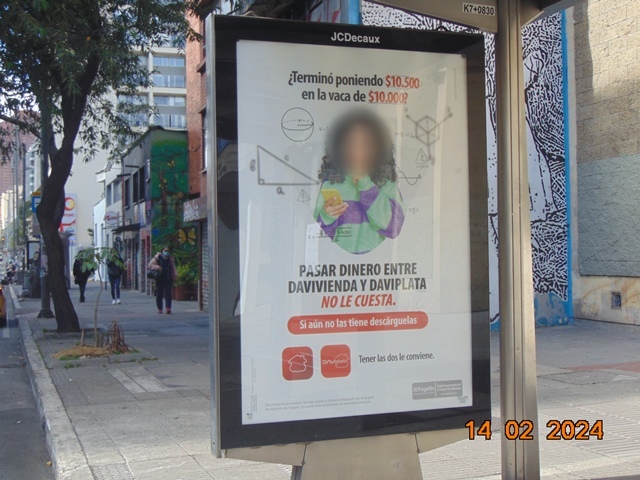 K7+0830
JCDecaux
¿Terminó poniendo $10.500
en la vaca de $10.000?
PASAR DINERO ENTRE
DAVIVIENDA Y DAVIPLATA
NO LE CUESTA.
Si aún no las tiene descárguelas
Tener las dos le conviene.
14 02 2024